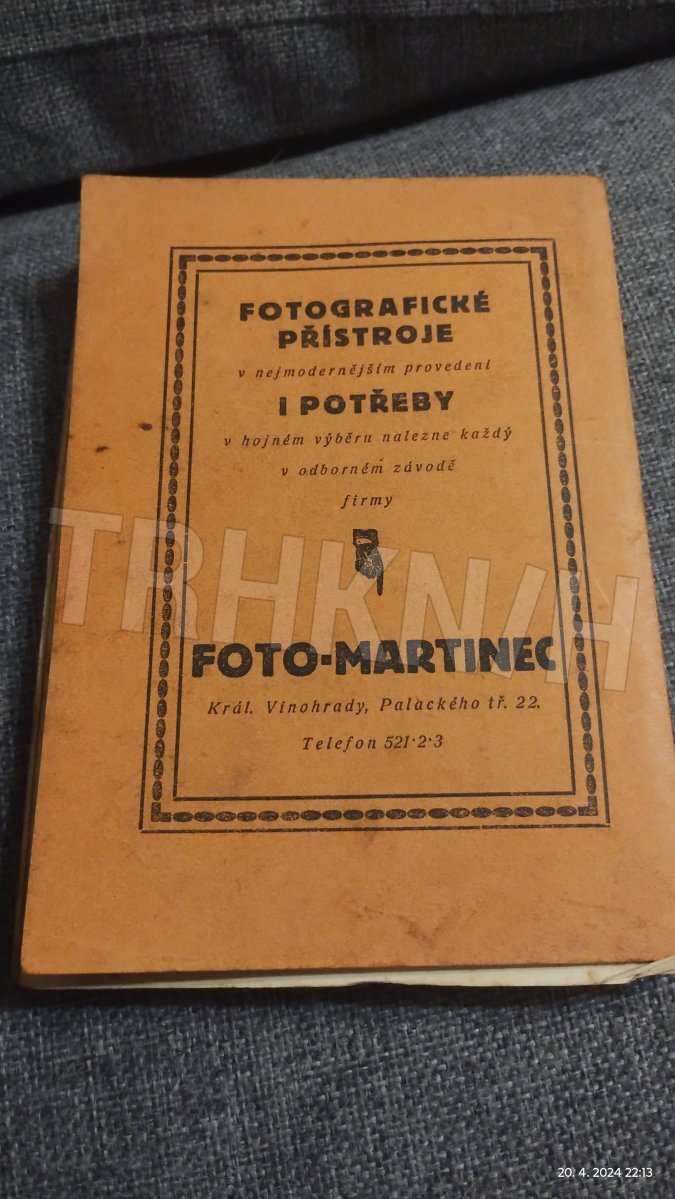 FOTOGRAFICKÉ
PŘÍSTROJE
v nejmodernějším provedení
I POTŘEBY
v hojném výběru nalezne každý
v odborném závodě
firmy
TRHKNIH
FOTO-MARTINEC
Král. Vinohrady, Palackého tř. 22.
Telefon 521·2·3
20. 4. 2024 22:13